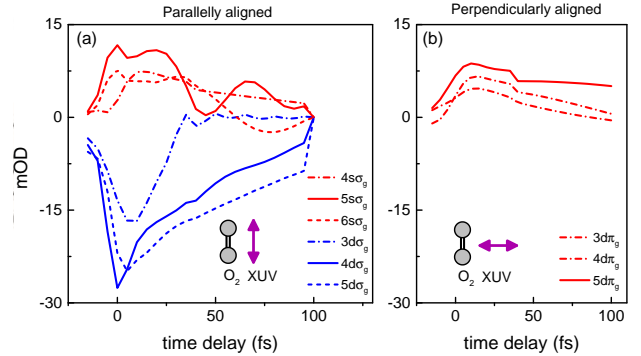 Parallelly aligned
Perpendicularly aligned
(a)
(b)
15
0
-15
-30
mOD
4sσg
5sσg
6sσg
3dσg
4dσg
5dσg
O2 XUV
0
50
100
time delay (fs)
15
0
-15
-30
3dπg
4dπg
5dπg
O2 XUV
0
50
100
time delay (fs)